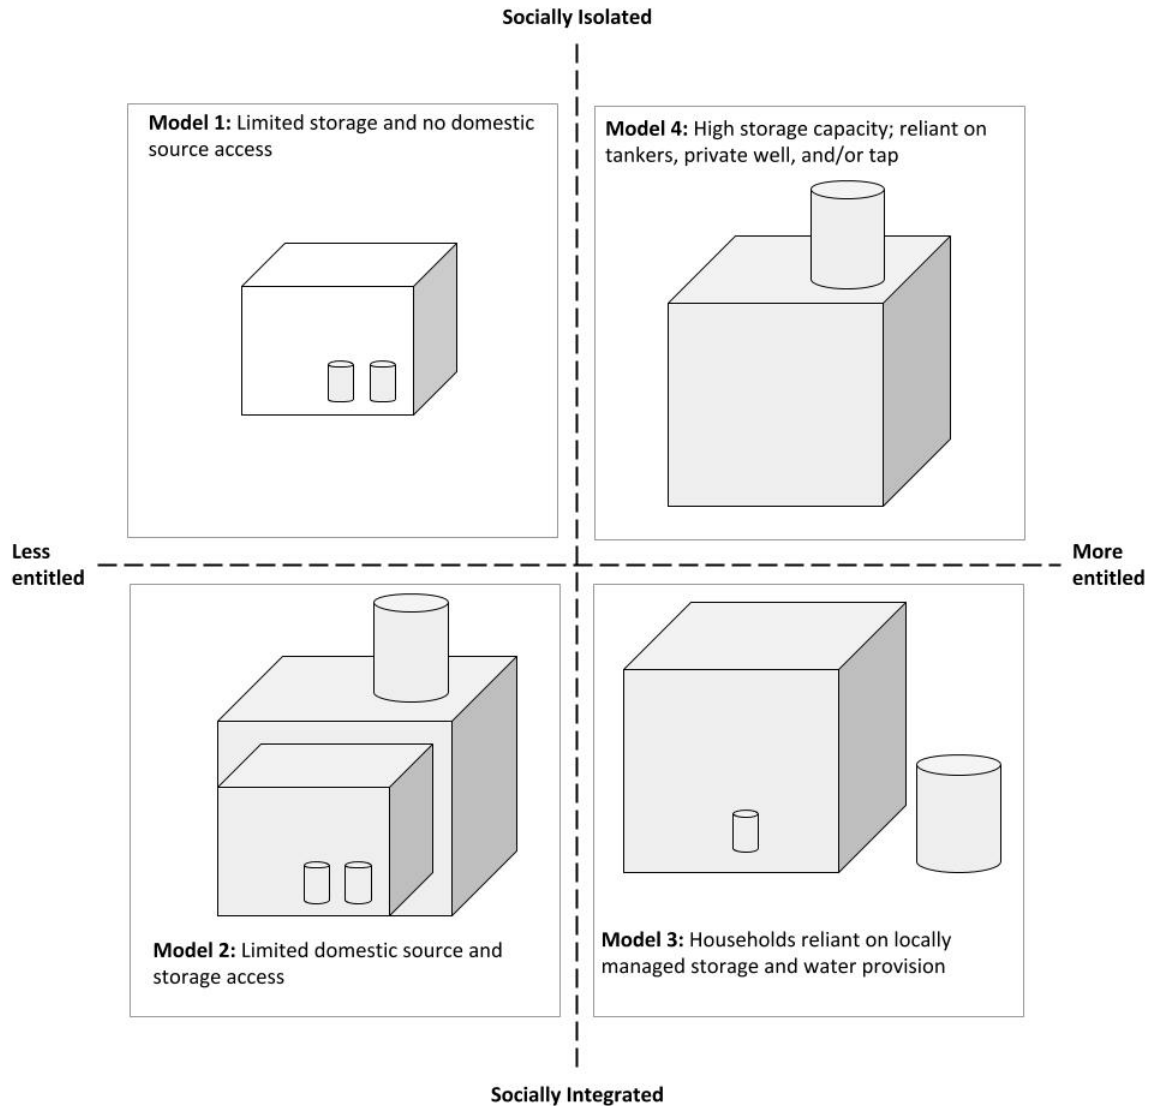 Socially Isolated
Model 1: Limited storage and no domestic
source access
Model 4: High storage capacity; reliant on
tankers, private well, and/or tap
Less
entitled
More
entitled
Model 2: Limited domestic source and
storage access
Model 3: Households reliant on locally
managed storage and water provision
Socially Integrated